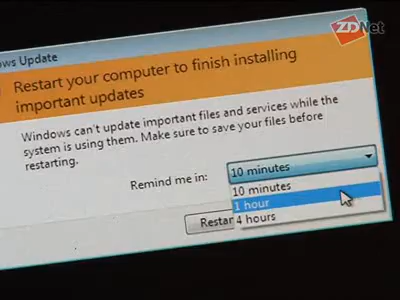 ZDNet
ows Update
Restart your computer to finish installing
important updates
Windows can't update important files and services while the
system is using them. Make sure to save your files before
restarting.
Remind me in: 10 minutes
10 minutes
1 hour
4 hours
Restar